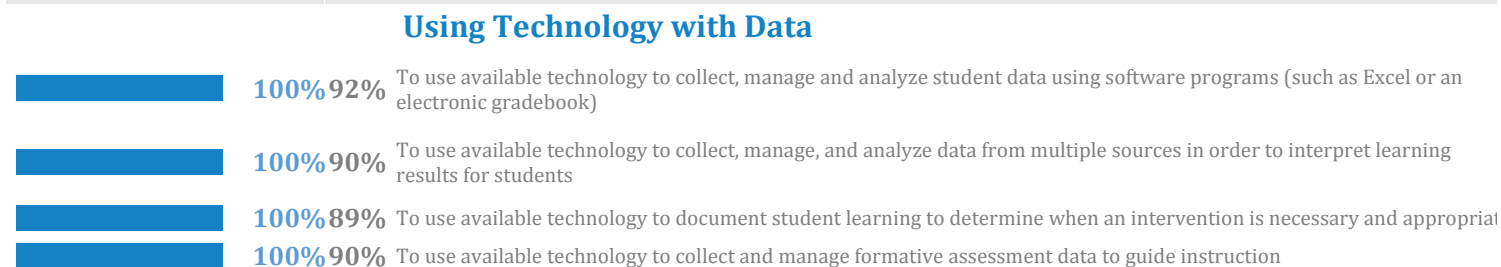 Using Technology with Data
100% 92% To use available technology to collect, manage and analyze student data using software programs (such as Excel or an
electronic gradebook)
100% 90% To use available technology to collect, manage, and analyze data from multiple sources in order to interpret learning
results for students
100% 89% To use available technology to document student learning to determine when an intervention is necessary and appropriat
100% 90% To use available technology to collect and manage formative assessment data to guide instruction